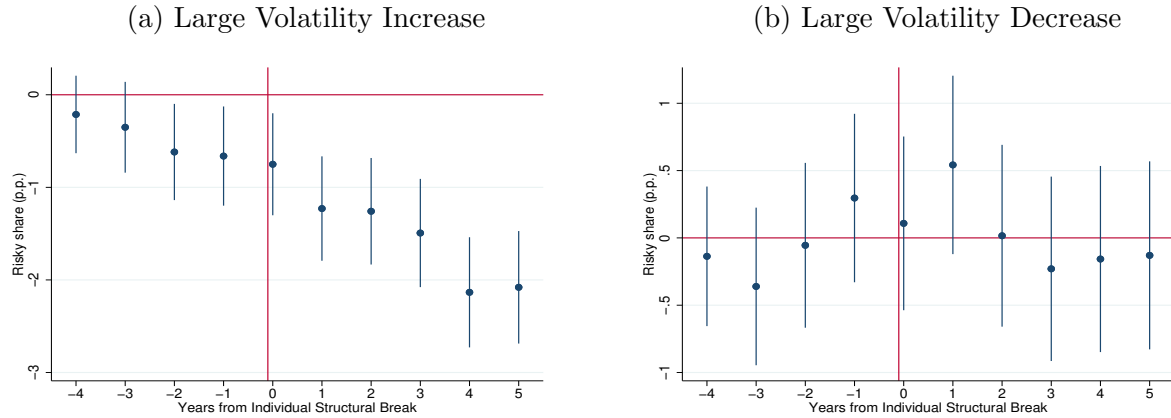 (a) Large Volatility Increase
Risky share (p.p.)
0
−1
−2
−3
−4 −3 −2 −1 0 1 2 3 4 5
Years from Individual Structural Break
(b) Large Volatility Decrease
Risky share (p.p.)
1
.5
0
−.5
−1
−4 −3 −2 −1 0 1 2 3 4 5
Years from Individual Structural Break